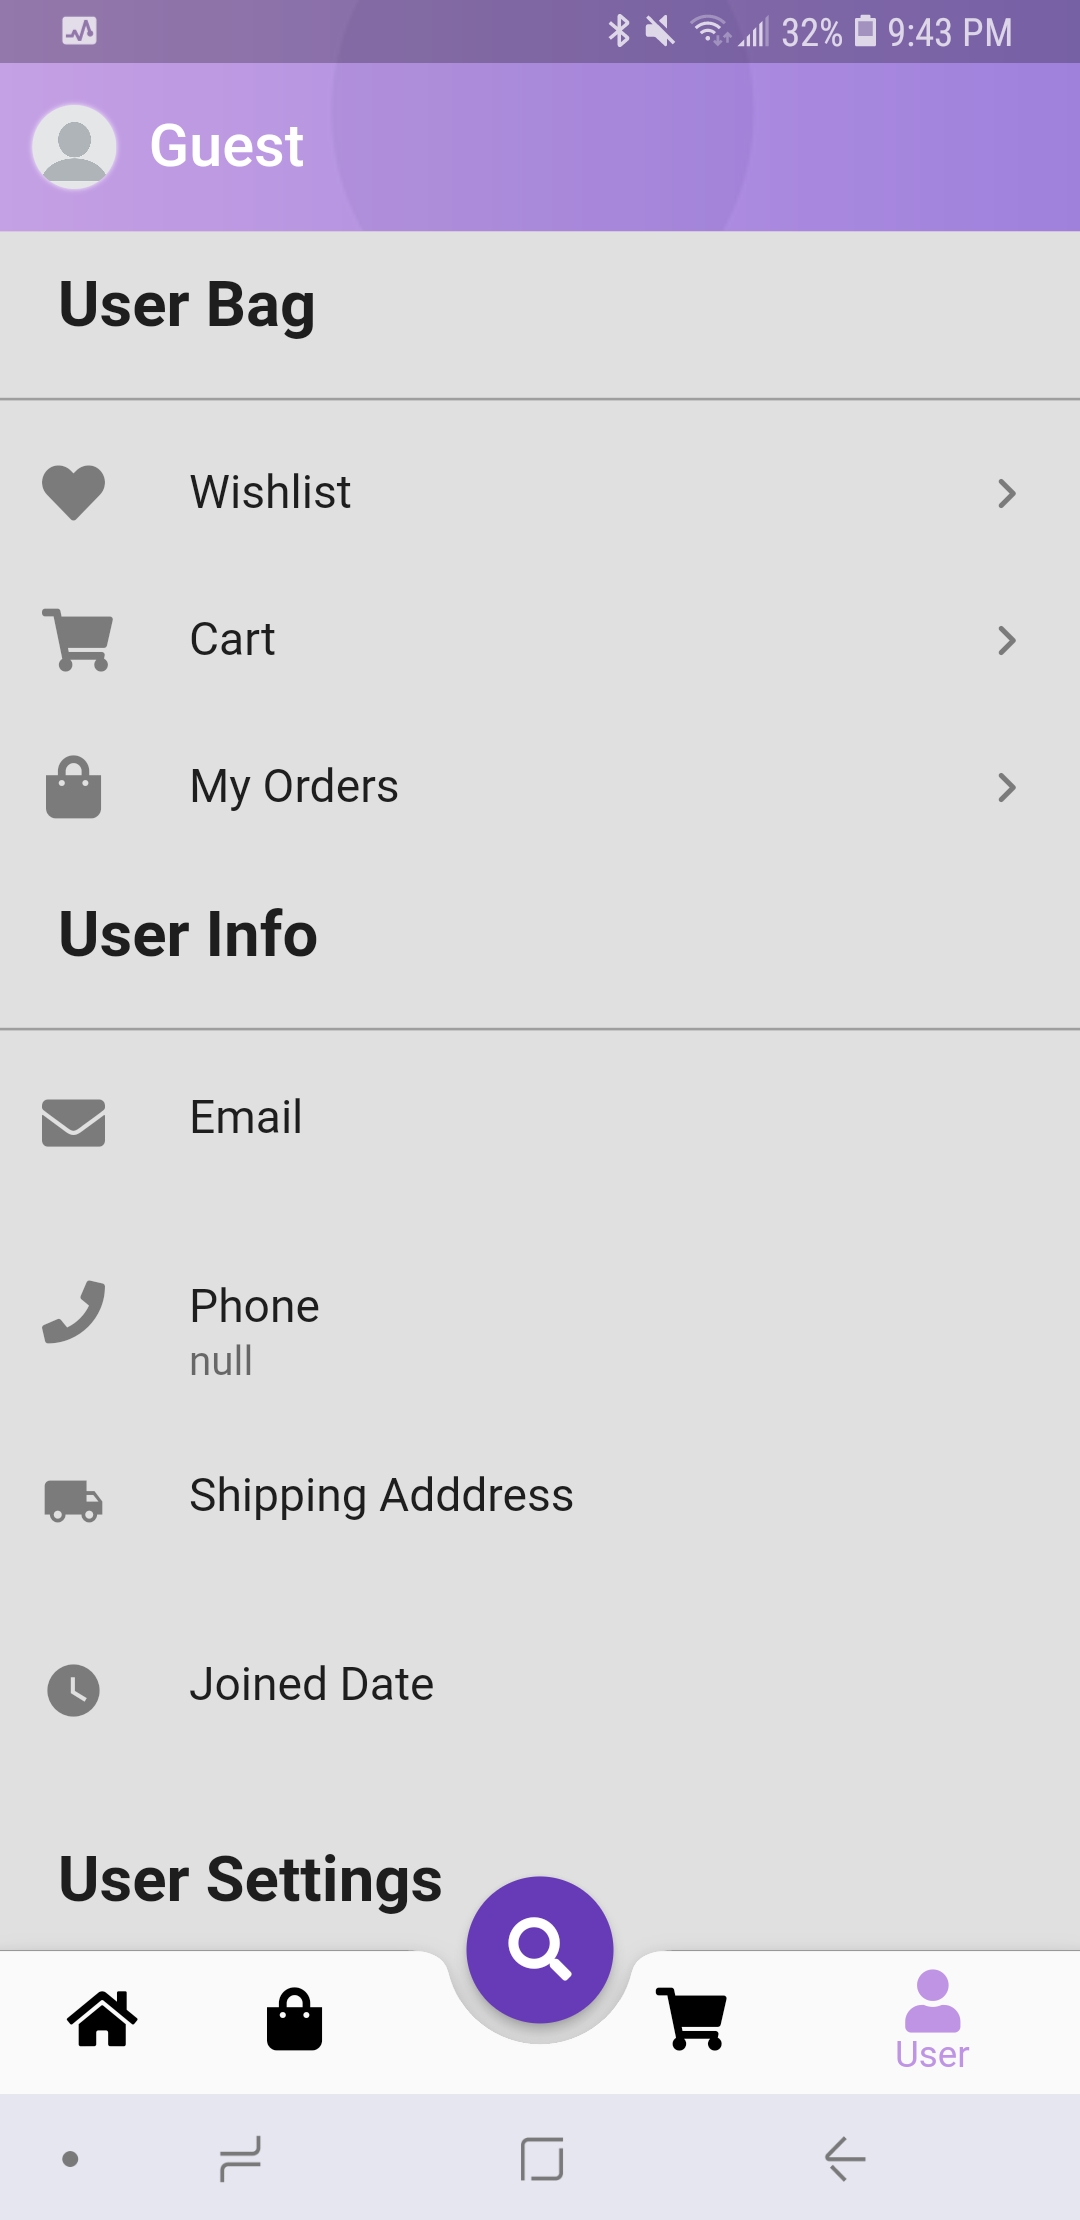 32% 9:43 PM
Guest
User Bag
Wishlist
Cart
My Orders
User Info
Email
Phone
null
Shipping Adddress
Joined Date
User Settings
User